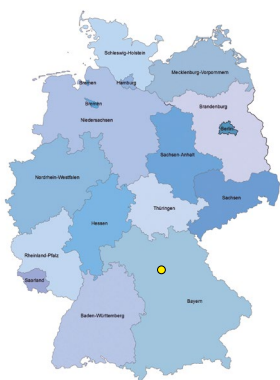 Schleswig-Holstein
Mecklenburg-Vorpommern
Bremen
Hamburg
Bremen
Brandenburg
Niedersachsen
Berlin
Sachsen-Anhalt
Nordrhein-Westfalen
Sachsen
Thüringen
Hessen
Rheinland-Pfalz
Saarland
Bayern
Baden-Württemberg